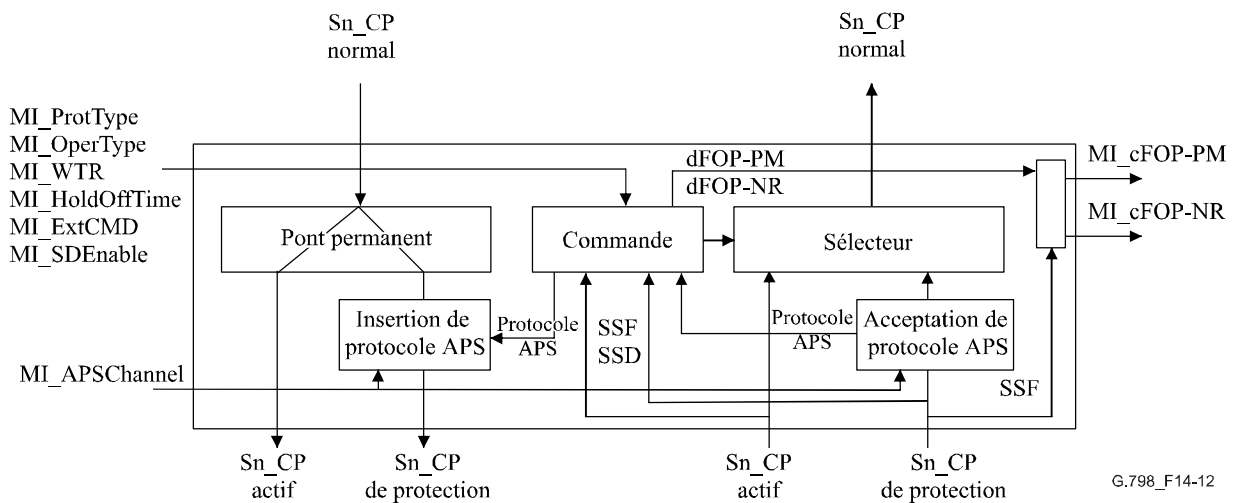 Sn_CP
normal
Sn_CP
normal
MI_ProtType
MI_OperType
MI_WTR
MI_HoldOffTime
MI_ExtCMD
MI_SDEnable
dFOP-PM
dFOP-NR
MI_cFOP-PM
MI_cFOP-NR
Pont permanent
Commande
Sélecteur
Insertion de
protocole APS
Protocole
APS
SSF
SSD
Protocole
APS
Acceptation de
protocole APS
MI_APSChannel
SSF
Sn_CP
actif
Sn_CP
de protection
Sn_CP
actif
Sn_CP
de protection
G.798_F14-12